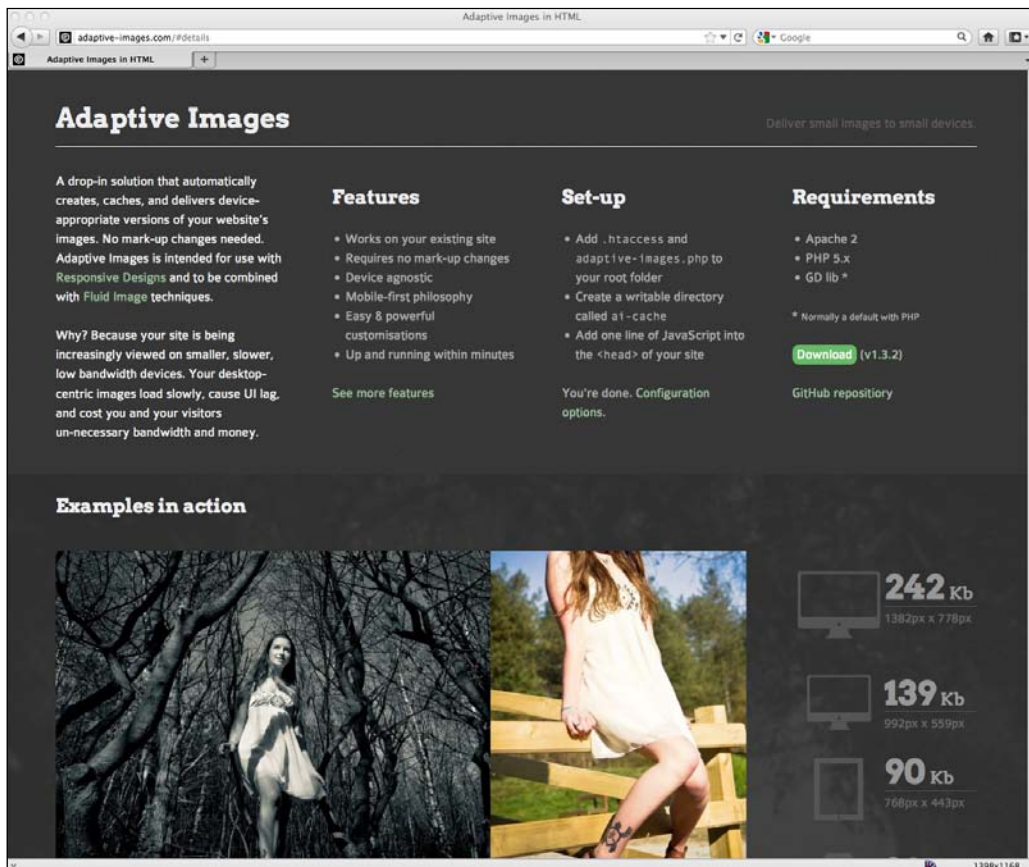 Adaptive Images in HTML
adaptive-images.com/#details
Google
Adaptive Images in HTML
+
Adaptive Images
Deliver small images to small devices.
A drop-in solution that automatically
creates, caches, and delivers device-
appropriate versions of your website's
images. No mark-up changes needed.
Adaptive Images is intended for use with
Responsive Designs and to be combined
with Fluid Image techniques.
Why? Because your site is being
increasingly viewed on smaller, slower,
low bandwidth devices. Your desktop-
centric images load slowly, cause UI lag,
and cost you and your visitors
un-necessary bandwidth and money.
Features
• Works on your existing site
• Requires no mark-up changes
• Device agnostic
• Mobile-first philosophy
• Easy & powerful
customisations
• Up and running within minutes
See more features
Set-up
• Add .htaccess and
adaptive-images.php to
your root folder
• Create a writable directory
called ai-cache
• Add one line of JavaScript into
the <head> of your site
You're done. Configuration
options.
Requirements
• Apache 2
• PHP 5.x
• GD lib *
* Normally a default with PHP
Download (v1.3.2)
GitHub repositiory
Examples in action
242 Kb
1382px x 778px
139 Kb
992px x 559px
90 Kb
768px x 443px
1398x1168